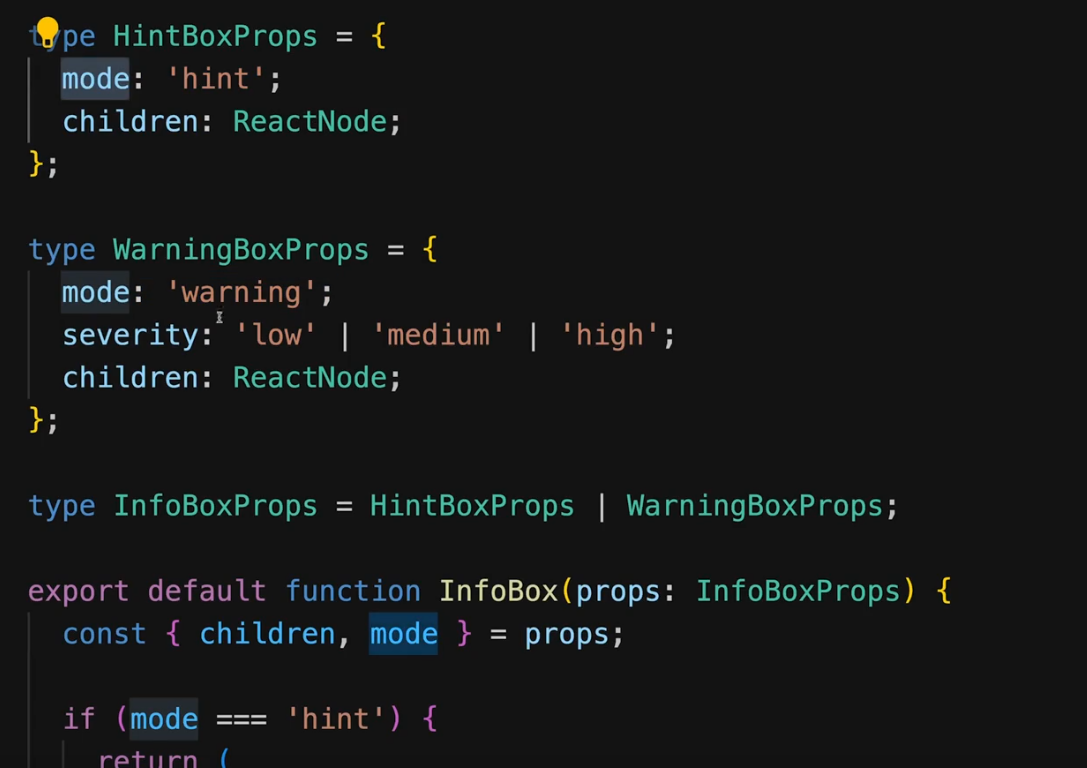 type HintBoxProps = {
mode: 'hint';
children: ReactNode;
};
type WarningBoxProps = {
mode: 'warning';
severity: 'low' | 'medium' | 'high';
children: ReactNode;
};
type InfoBoxProps = HintBoxProps | WarningBoxProps;
export default function InfoBox(props: InfoBoxProps) {
const { children, mode } = props;
if (mode === 'hint') {
return (